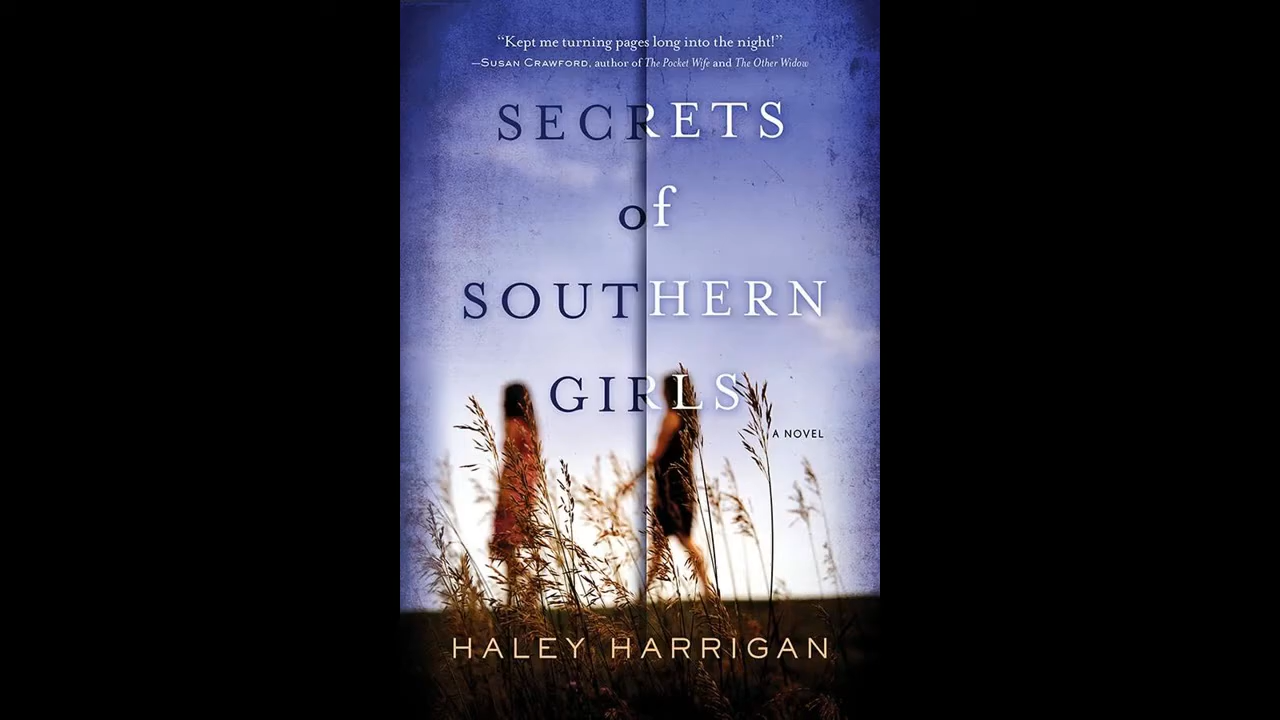 “Kept me turning pages long into the night!”
—SUSAN CRAWFORD, author of The Pocket Wife and The Other Widow
SECRETS
of
SOUTHERN
GIRLS
A NOVEL
HALEY HARRIGAN